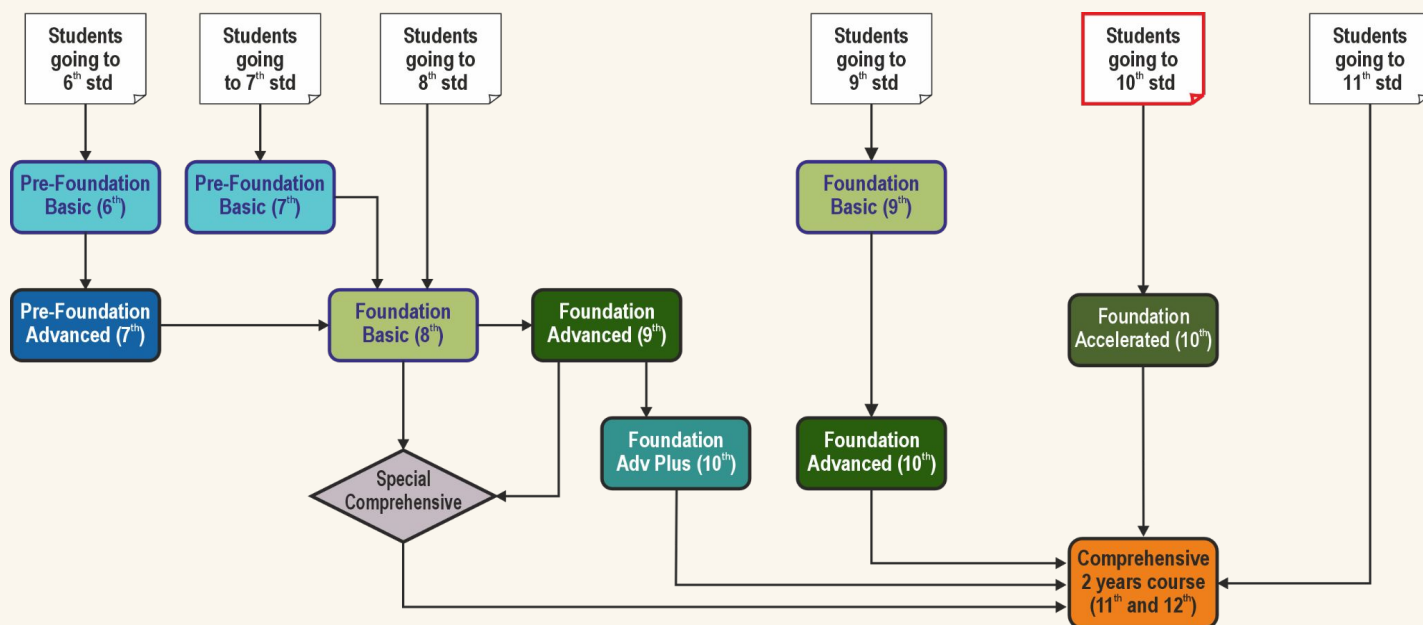 Students
going to
6th std
Students
going
to 7th std
Students
going to
8th std
Students
going to
9th std
Students
going to
10th std
Students
going to
11th std
Pre-Foundation
Basic (6th)
Pre-Foundation
Basic (7th)
Foundation
Basic (9th)
Pre-Foundation
Advanced (7th)
Foundation
Basic (8th)
Foundation
Advanced (9th)
Foundation
Accelerated (10th)
Foundation
Adv Plus (10th)
Foundation
Advanced (10th)
Special
Comprehensive
Comprehensive
2 years course
(11th and 12th)